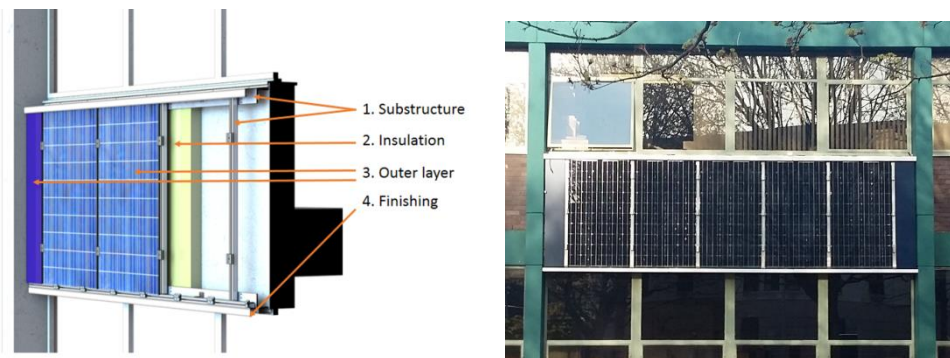 1. Substructure
2. Insulation
3. Outer layer
4. Finishing